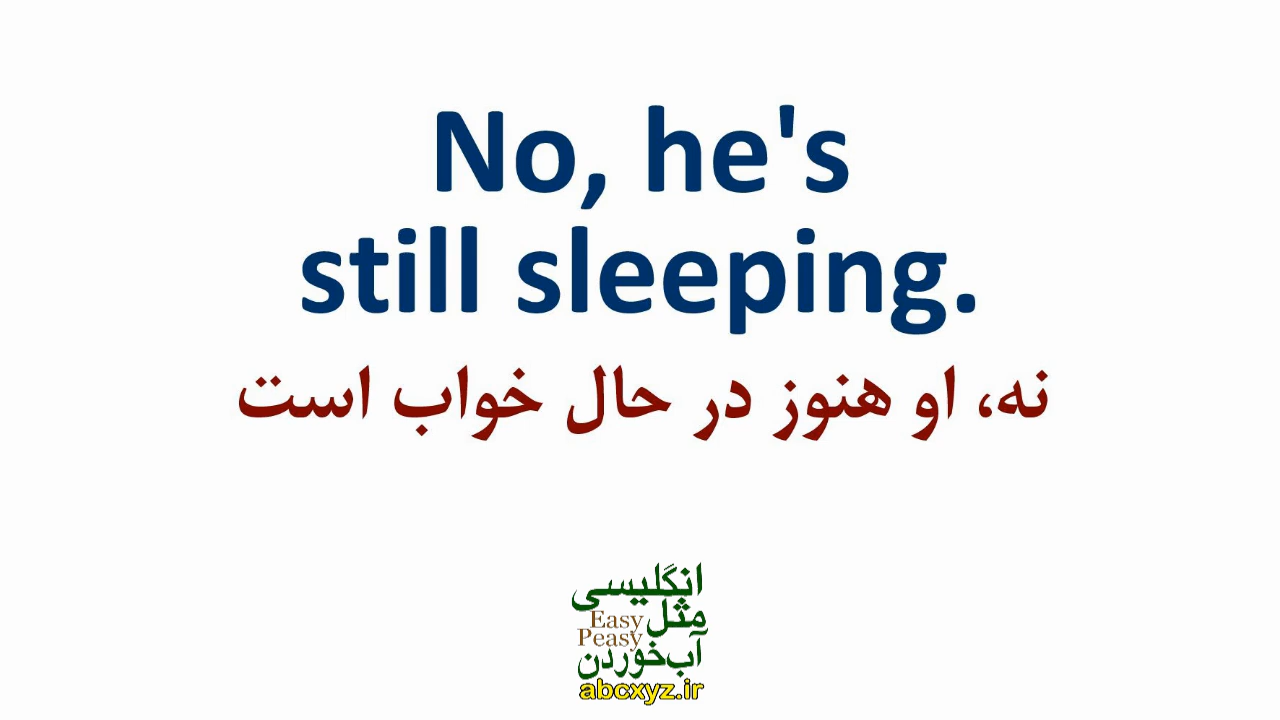 No, he's
still sleeping.
نه، او هنوز در حال خواب است
انگلیسی
مثل
Easy
Peasy
آب‌خوردن
abcxyz.ir